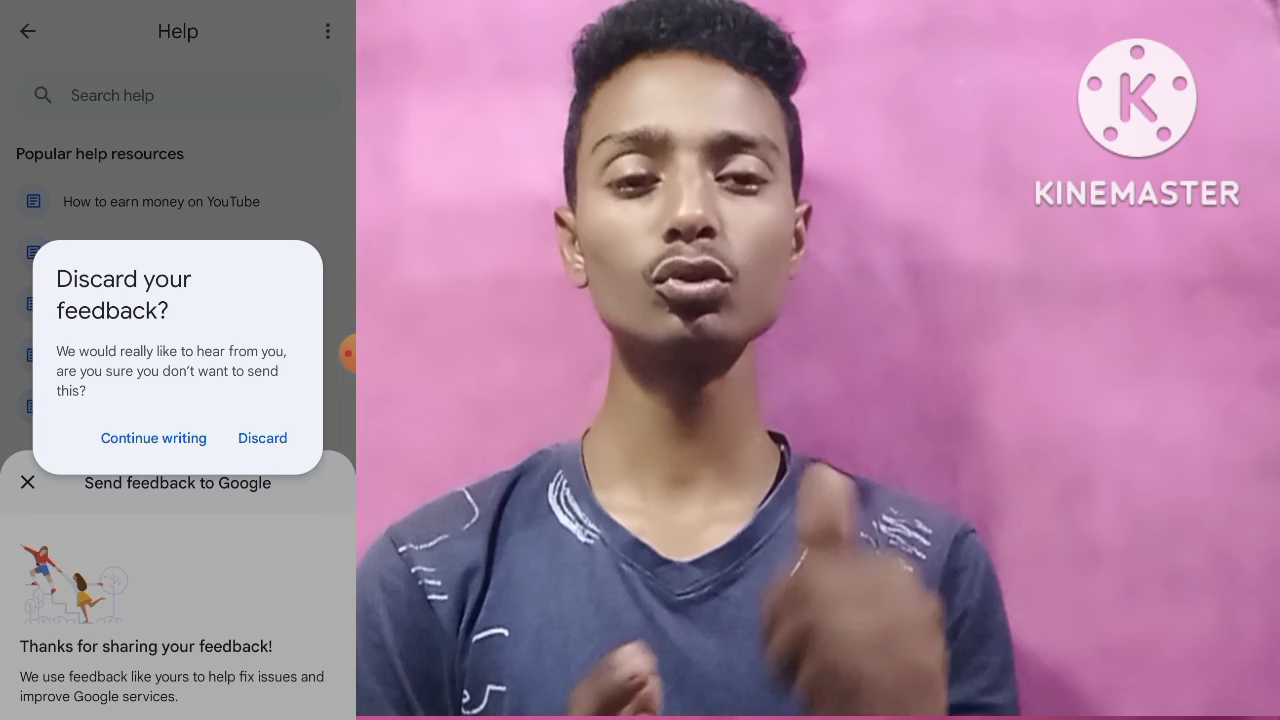 Help
Search help
Popular help resources
How to earn money on YouTube
Discard your
feedback?
We would really like to hear from you,
are you sure you don't want to send
this?
Continue writing Discard
Send feedback to Google
Thanks for sharing your feedback!
We use feedback like yours to help fix issues and
improve Google services.
K
KINEMASTER